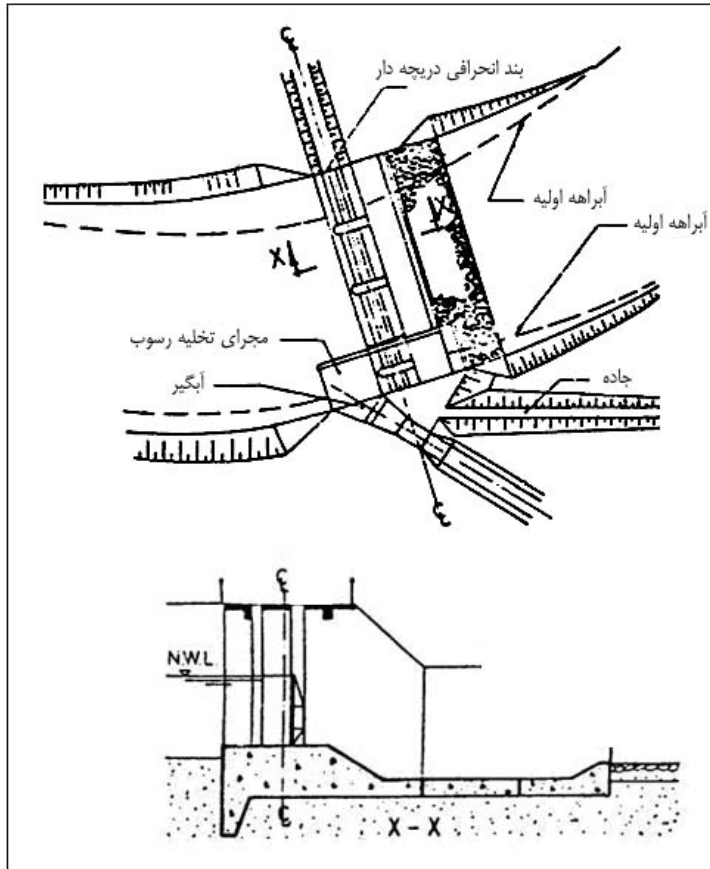 بند انحرافی دریچه دار
آبراهه اولیه
آبراهه اولیه
X
X
مجرای تخلیه رسوب
آبگیر
جاده
N.W.L.
X - X